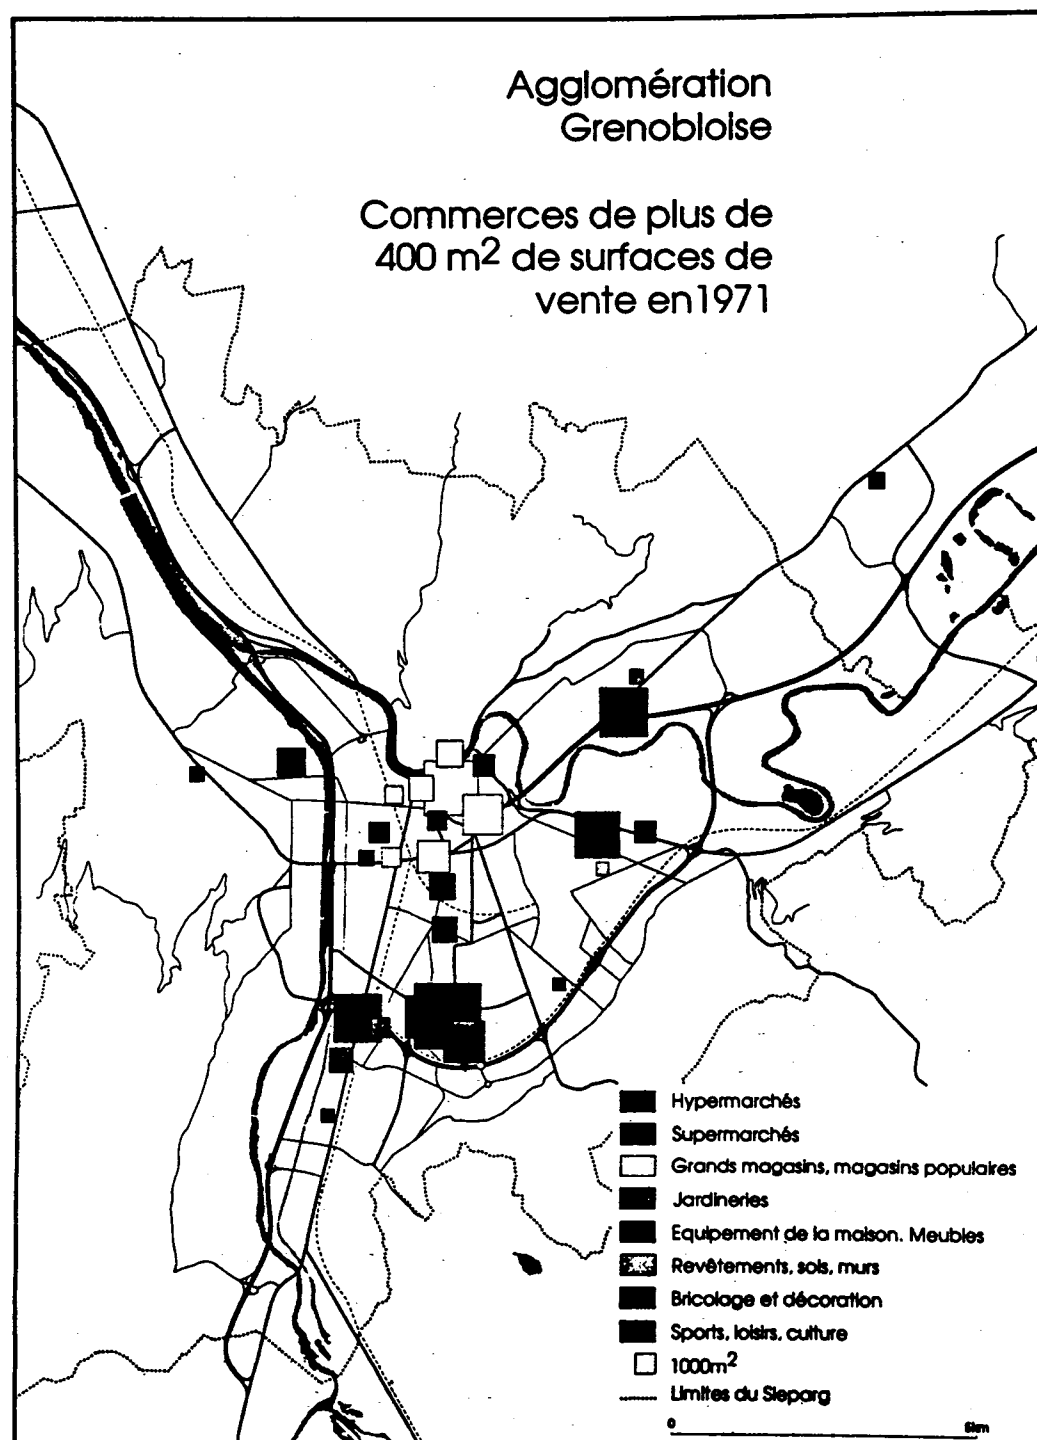 Agglomération
Grenobloise
Commerces de plus de
400 m2 de surfaces de
vente en1971
Hypermarchés
Supermarchés
Grands magasins, magasins populaires
Jardineries
Equipement de la maison. Meubles
Revêtements, sols, murs
Bricolage et décoration
Sports, loisirs, culture
1000m2
Limites du Sieparg
0 5km